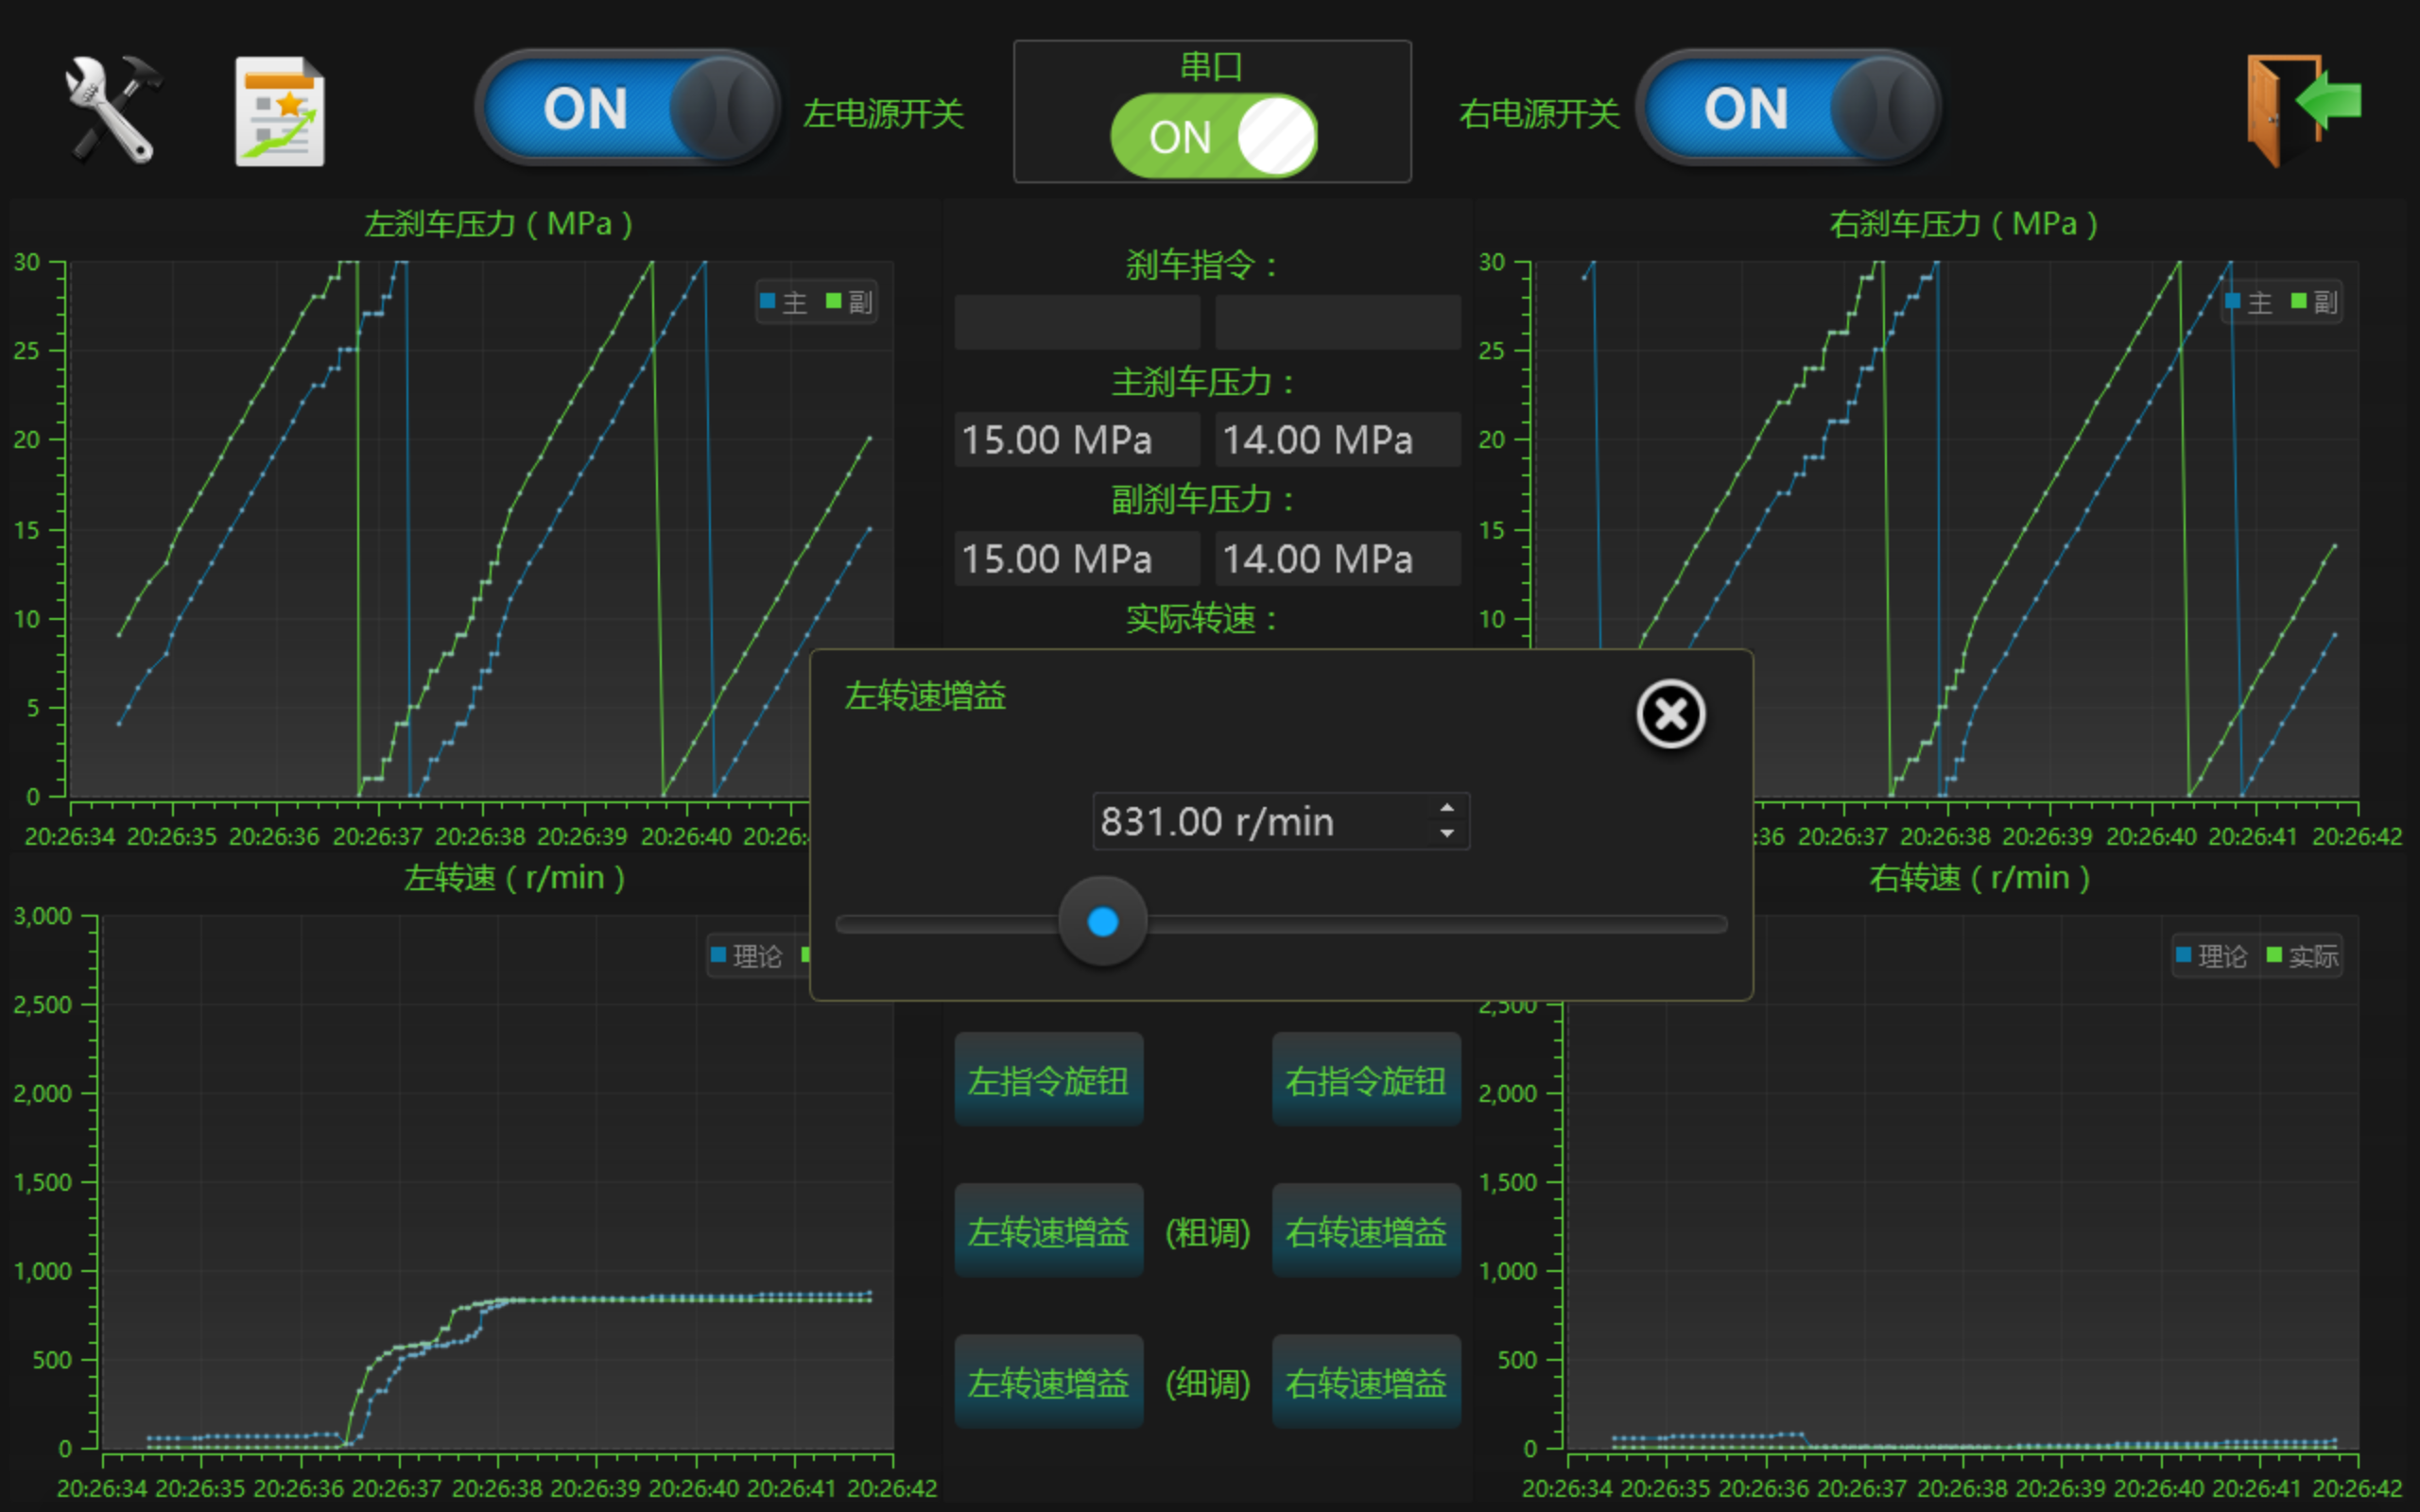 ON
左电源开关
串口
ON
右电源开关
ON
左刹车压力（MPa）
主 副
30
25
20
15
10
5
0
20:26:34 20:26:35 20:26:36 20:26:37 20:26:38 20:26:39 20:26:40
刹车指令：
主刹车压力：
15.00 MPa 14.00 MPa
副刹车压力：
15.00 MPa 14.00 MPa
实际转速：
右刹车压力（MPa）
主 副
30
25
20
15
10
20:26:37 20:26:38 20:26:39 20:26:40 20:26:41 20:26:42
左转速增益
831.00 r/min
左转速（r/min）
理论
3,000
2,500
2,000
1,500
1,000
500
0
20:26:34 20:26:35 20:26:36 20:26:37 20:26:38 20:26:39 20:26:40 20:26:41 20:26:42
左指令旋钮 右指令旋钮
左转速增益 (粗调) 右转速增益
左转速增益 (细调) 右转速增益
右转速（r/min）
理论 实际
2,500
2,000
1,500
1,000
500
0
20:26:34 20:26:35 20:26:36 20:26:37 20:26:38 20:26:39 20:26:40 20:26:41 20:26:42